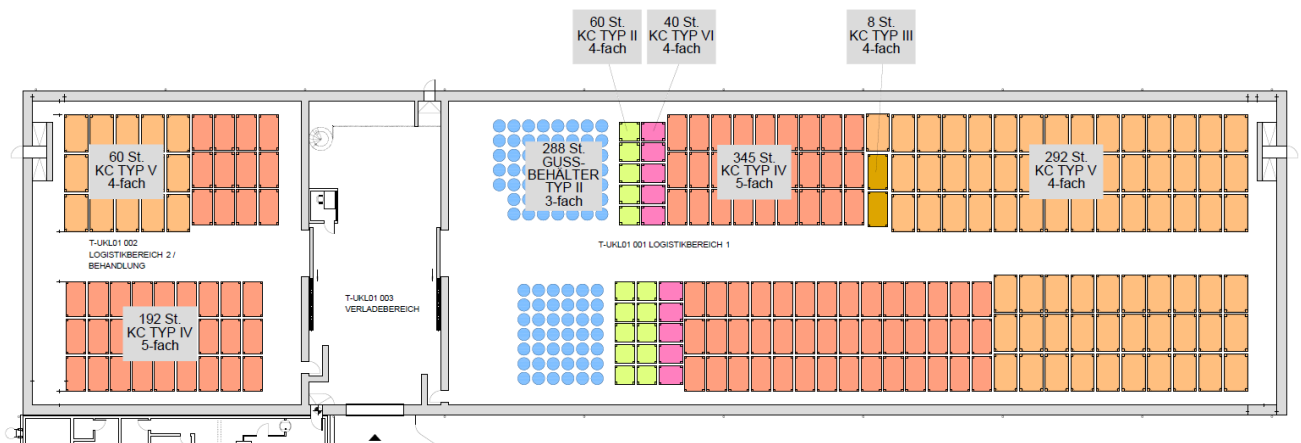 60 St.
KC TYP II
4-fach
40 St.
KC TYP VI
4-fach
8 St.
KC TYP III
4-fach
60 St.
KC TYP V
4-fach
288 St.
GUSS-
BEHÄLTER
TYP II
3-fach
345 St.
KC TYP IV
5-fach
292 St.
KC TYP V
4-fach
T-UKL01 002
LOGISTIKBEREICH 2 /
BEHANDLUNG
T-UKL01 001 LOGISTIKBEREICH 1
T-UKL01 003
VERLADEBEREICH
192 St.
KC TYP IV
5-fach